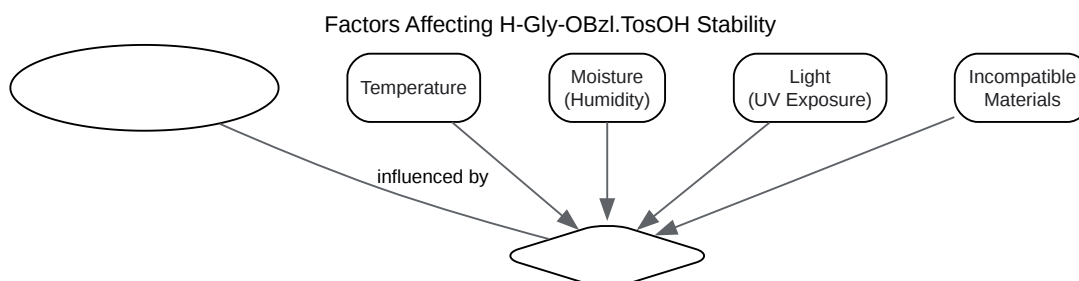 Factors Affecting H-Gly-OBzl.TosOH Stability
Temperature
Moisture
(Humidity)
Light
(UV Exposure)
Incompatible
Materials
influenced by